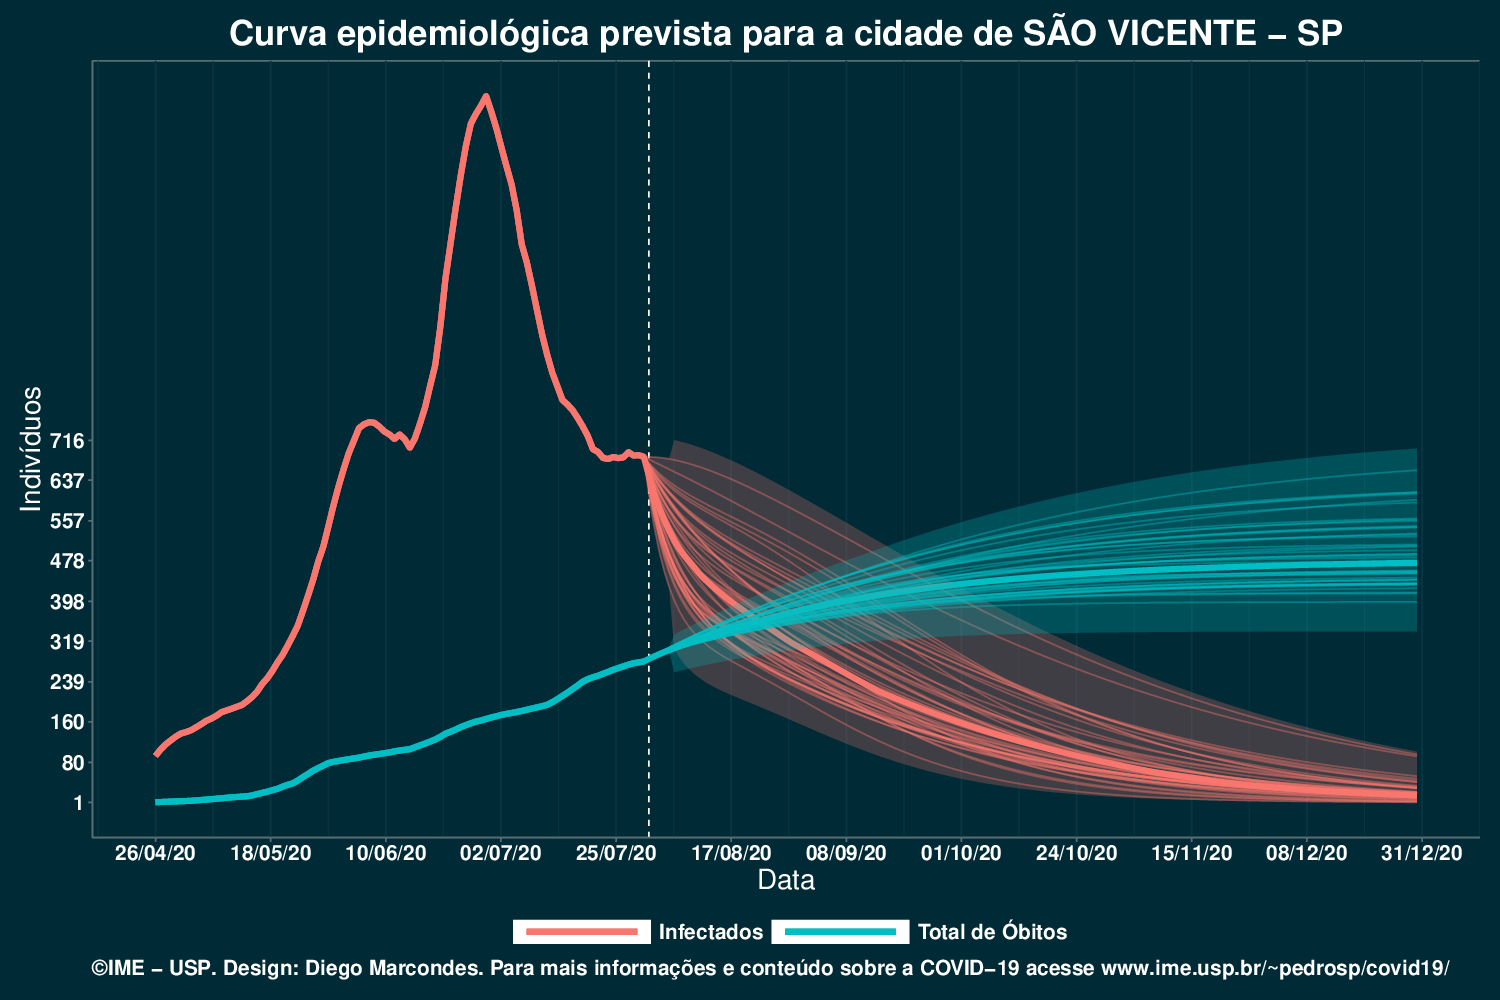 Curva epidemiológica prevista para a cidade de SÃO VICENTE – SP
Indivíduos
716
637
557
478
398
319
239
160
80
1
26/04/20 18/05/20 10/06/20 02/07/20 25/07/20 17/08/20 08/09/20 01/10/20 24/10/20 15/11/20 08/12/20 31/12/20
Data
Infectados Total de Óbitos
©IME – USP. Design: Diego Marcondes. Para mais informações e conteúdo sobre a COVID–19 acesse www.ime.usp.br/~pedrosp/covid19/